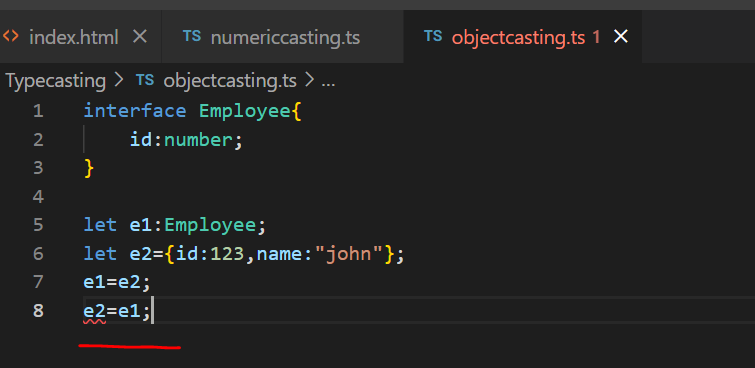 <> index.html × TS numericcasting.ts TS objectcasting.ts 1 ×
Typecasting > TS objectcasting.ts > ...
1 interface Employee{
2 id:number;
3 }
4
5 let e1:Employee;
6 let e2={id:123,name:"john"};
7 e1=e2;
8 e2=e1;